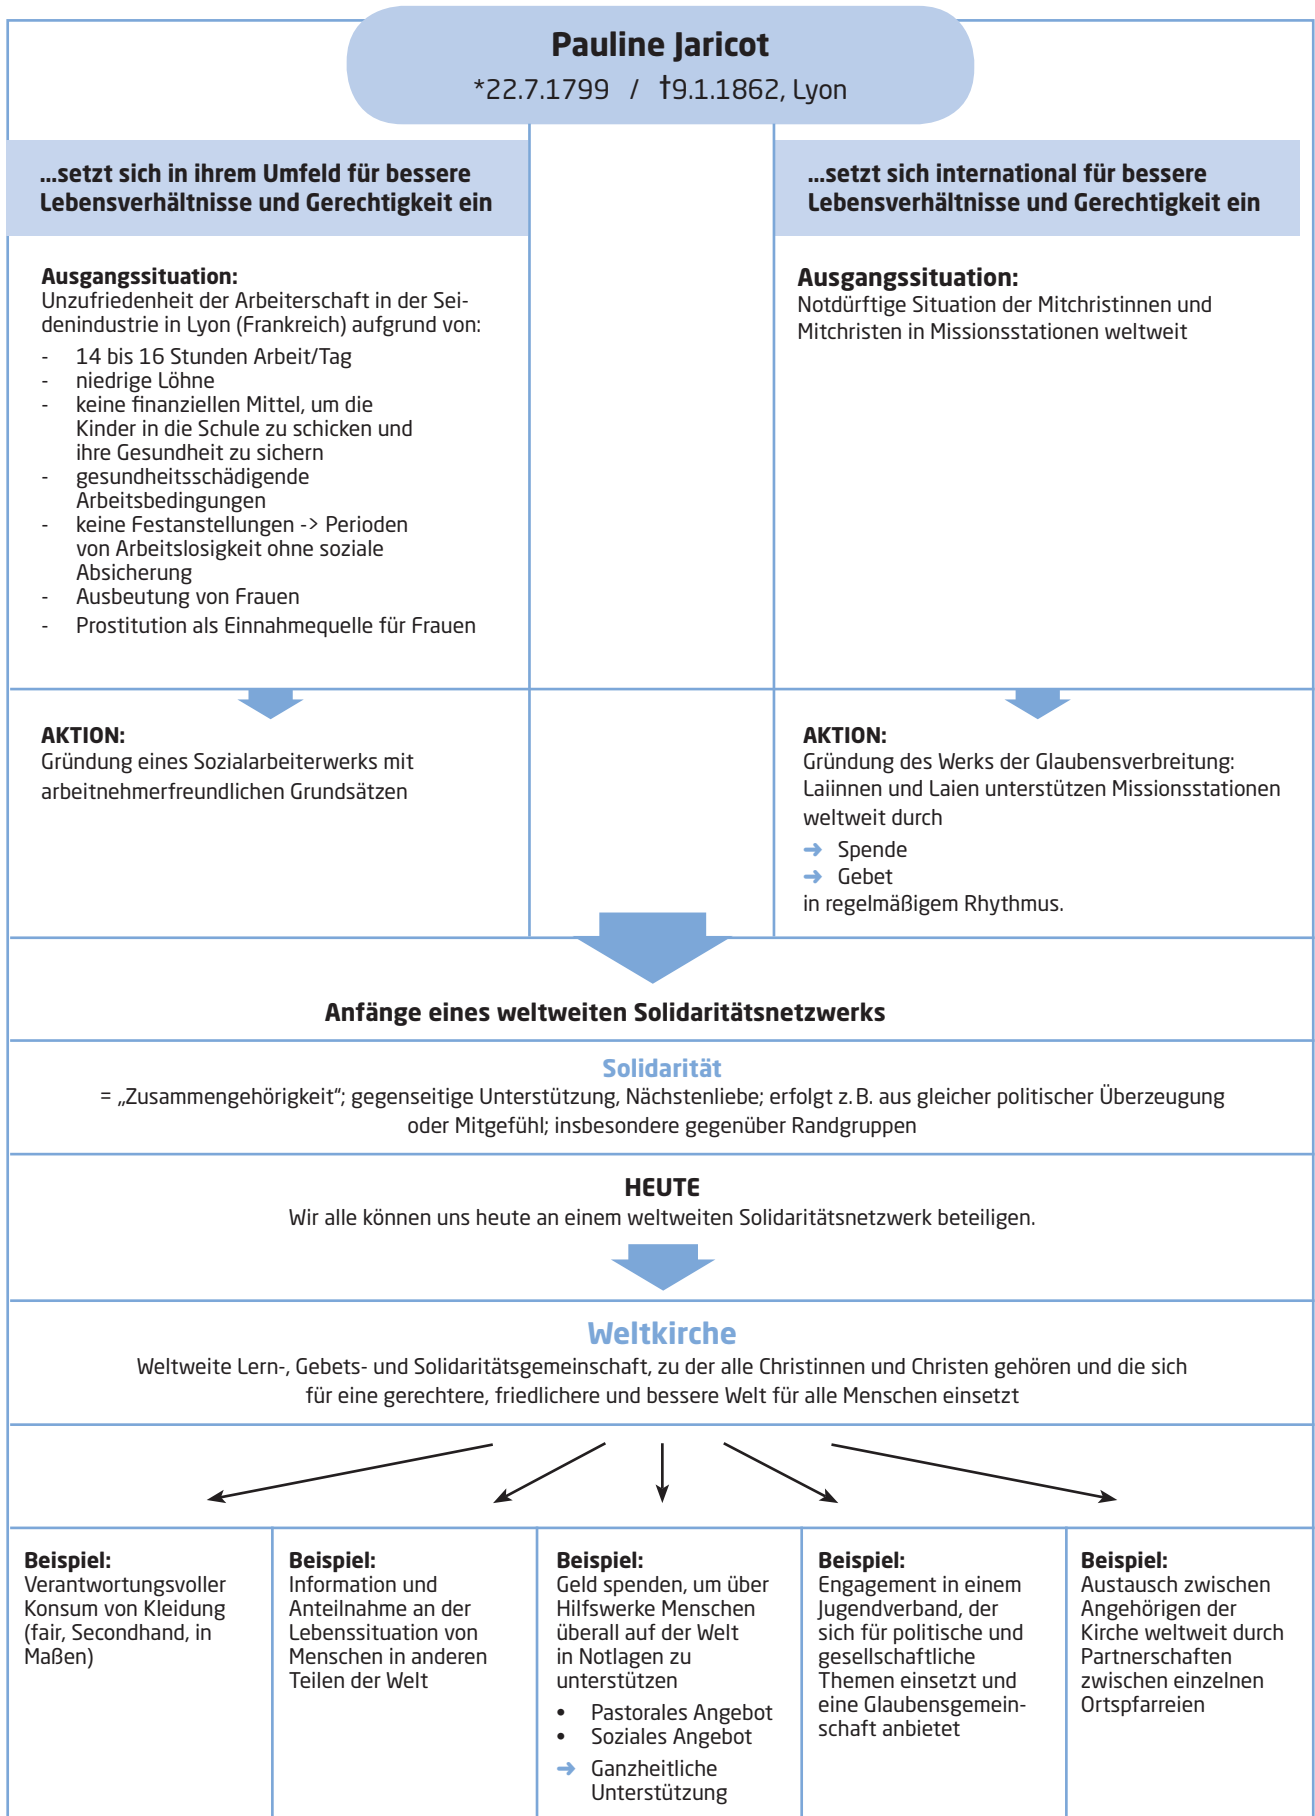 Pauline Jaricot
*22.7.1799 / †9.1.1862, Lyon
...setzt sich in ihrem Umfeld für bessere
Lebensverhältnisse und Gerechtigkeit ein
Ausgangssituation:
Unzufriedenheit der Arbeiterschaft in der Sei-
denindustrie in Lyon (Frankreich) aufgrund von:
- 14 bis 16 Stunden Arbeit/Tag
- niedrige Löhne
- keine finanziellen Mittel, um die
Kinder in die Schule zu schicken und
ihre Gesundheit zu sichern
- gesundheitsschädigende
Arbeitsbedingungen
- keine Festanstellungen -> Perioden
von Arbeitslosigkeit ohne soziale
Absicherung
- Ausbeutung von Frauen
- Prostitution als Einnahmequelle für Frauen
AKTION:
Gründung eines Sozialarbeiterwerks mit
arbeitnehmerfreundlichen Grundsätzen
...setzt sich international für bessere
Lebensverhältnisse und Gerechtigkeit ein
Ausgangssituation:
Notdürftige Situation der Mitchristinnen und
Mitchristen in Missionsstationen weltweit
AKTION:
Gründung des Werks der Glaubensverbreitung:
Laiinnen und Laien unterstützen Missionsstationen
weltweit durch
➜ Spende
➜ Gebet
in regelmäßigem Rhythmus.
Anfänge eines weltweiten Solidaritätsnetzwerks
Solidarität
= „Zusammengehörigkeit“; gegenseitige Unterstützung, Nächstenliebe; erfolgt z. B. aus gleicher politischer Überzeugung
oder Mitgefühl; insbesondere gegenüber Randgruppen
HEUTE
Wir alle können uns heute an einem weltweiten Solidaritätsnetzwerk beteiligen.
Weltkirche
Weltweite Lern-, Gebets- und Solidaritätsgemeinschaft, zu der alle Christinnen und Christen gehören und die sich
für eine gerechtere, friedlichere und bessere Welt für alle Menschen einsetzt
Beispiel:
Verantwortungsvoller
Konsum von Kleidung
(fair, Secondhand, in
Maßen)
Beispiel:
Information und
Anteilnahme an der
Lebenssituation von
Menschen in anderen
Teilen der Welt
Beispiel:
Geld spenden, um über
Hilfswerke Menschen
überall auf der Welt
in Notlagen zu
unterstützen
• Pastorales Angebot
• Soziales Angebot
➜ Ganzheitliche
Unterstützung
Beispiel:
Engagement in einem
Jugendverband, der
sich für politische und
gesellschaftliche
Themen einsetzt und
eine Glaubensgemein-
schaft anbietet
Beispiel:
Austausch zwischen
Angehörigen der
Kirche weltweit durch
Partnerschaften
zwischen einzelnen
Ortspfarreien